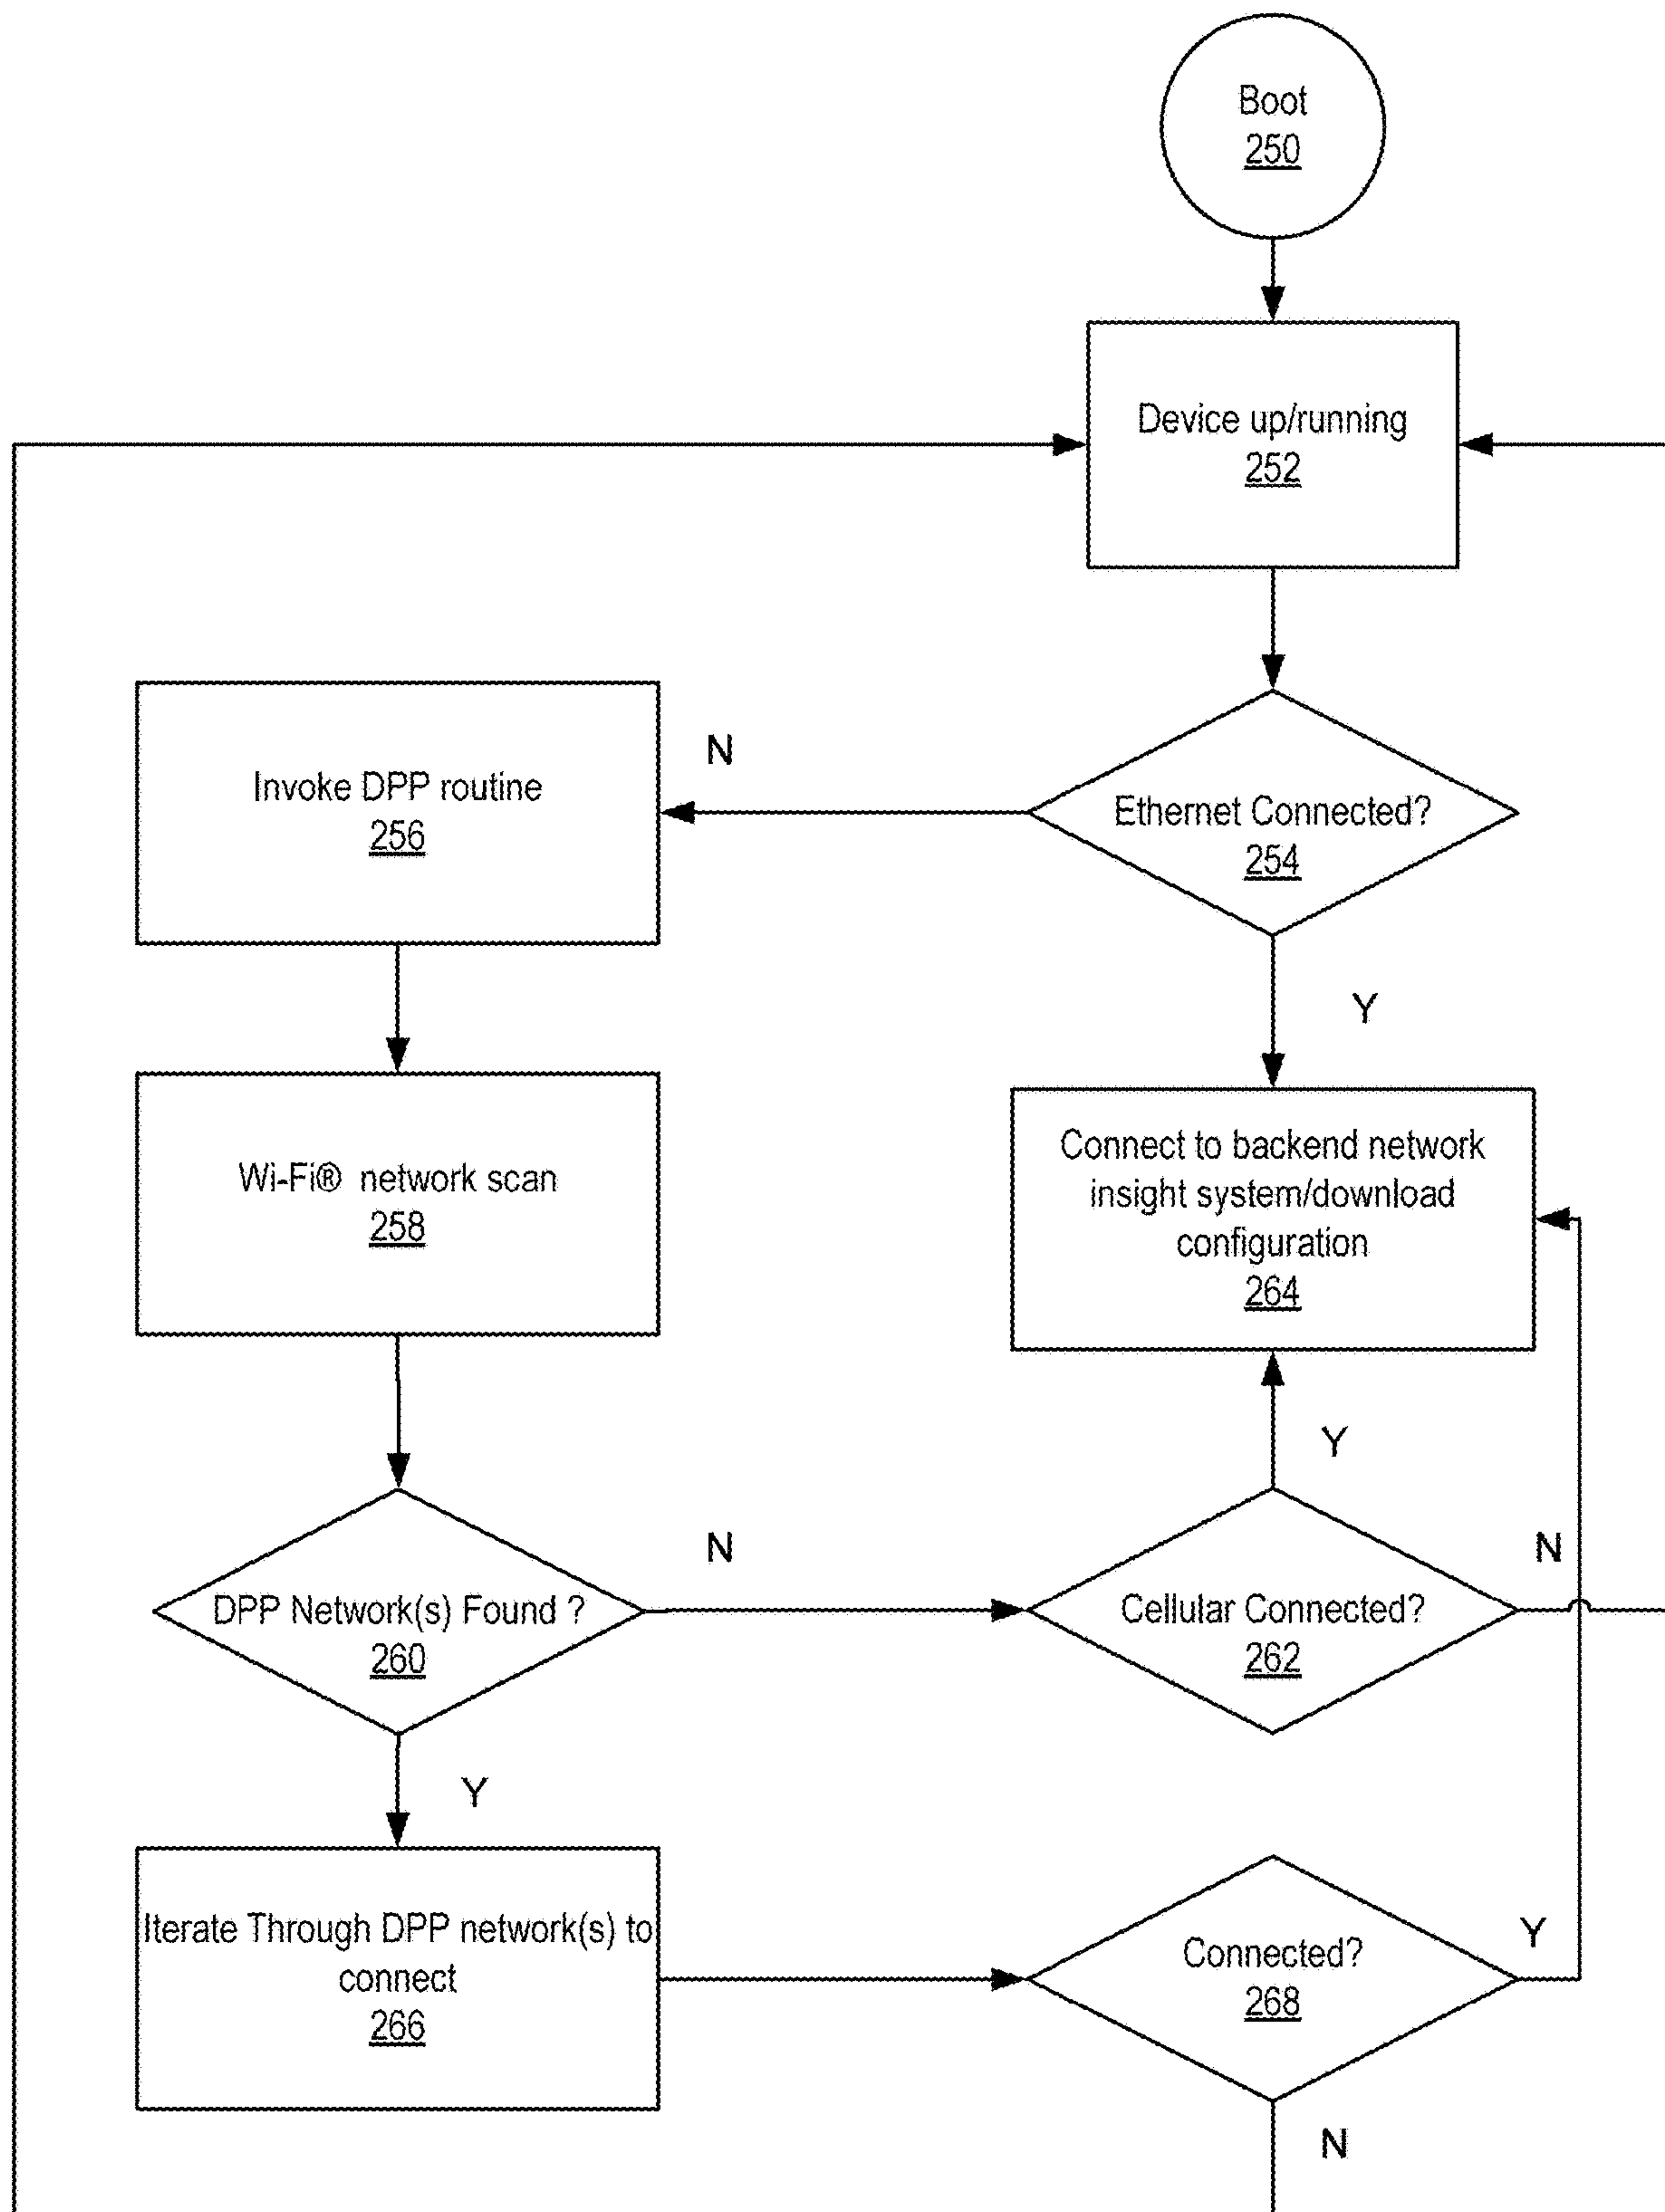 Boot
250
Device up/running
252
N
Invoke DPP routine
256
Ethernet Connected?
254
Y
Wi-Fi® network scan
258
Connect to backend network
insight system/download
configuration
264
Y
N
N
DPP Network(s) Found ?
260
Cellular Connected?
262
Y
Iterate Through DPP network(s) to
connect
266
Connected?
268
Y
N